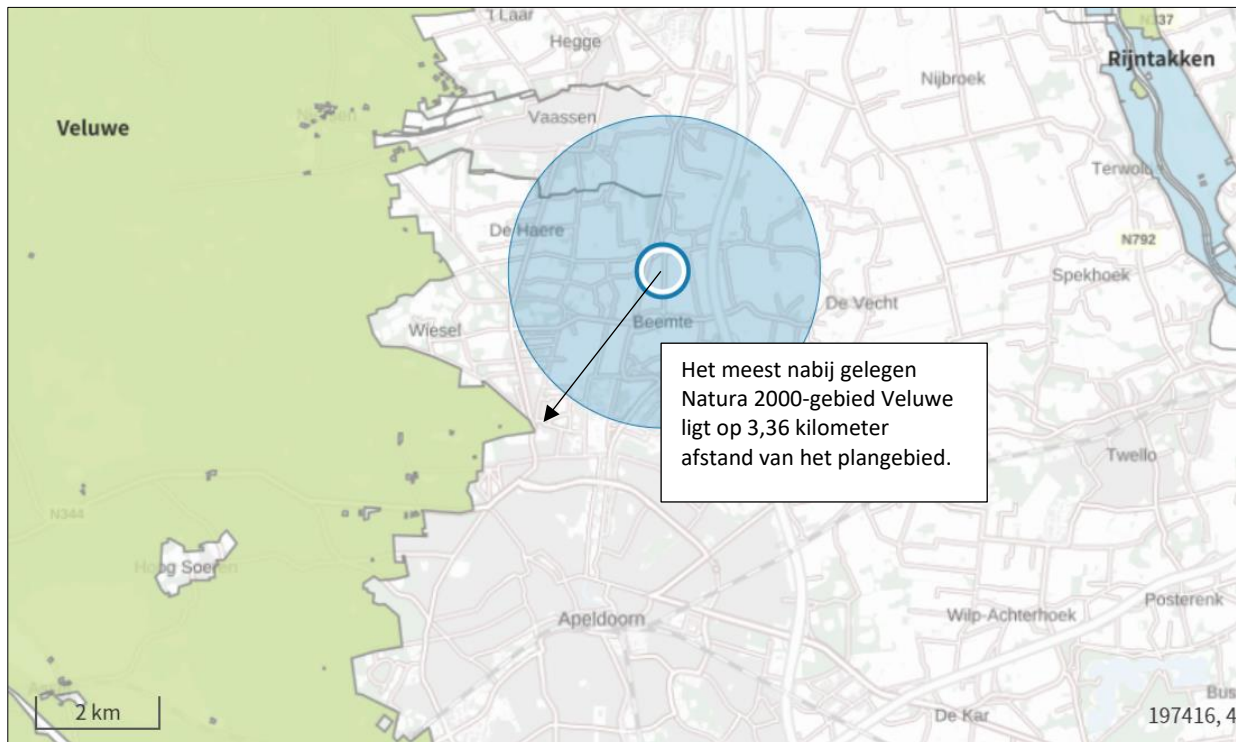 't Laar
Hegge
N337
Rijntakken
Nijbroek
Veluwe
Vaassen
Terwolde
De Haere
N792
Spekhoek
De Vecht
Wiesel
Beemte
Het meest nabij gelegen
Natura 2000-gebied Veluwe
ligt op 3,36 kilometer
afstand van het plangebied.
Twello
N344
Hoog Soeren
Apeldoorn
Wilp-Achterhoek
Posterenk
Bus
2 km
De Kar
197416, 4